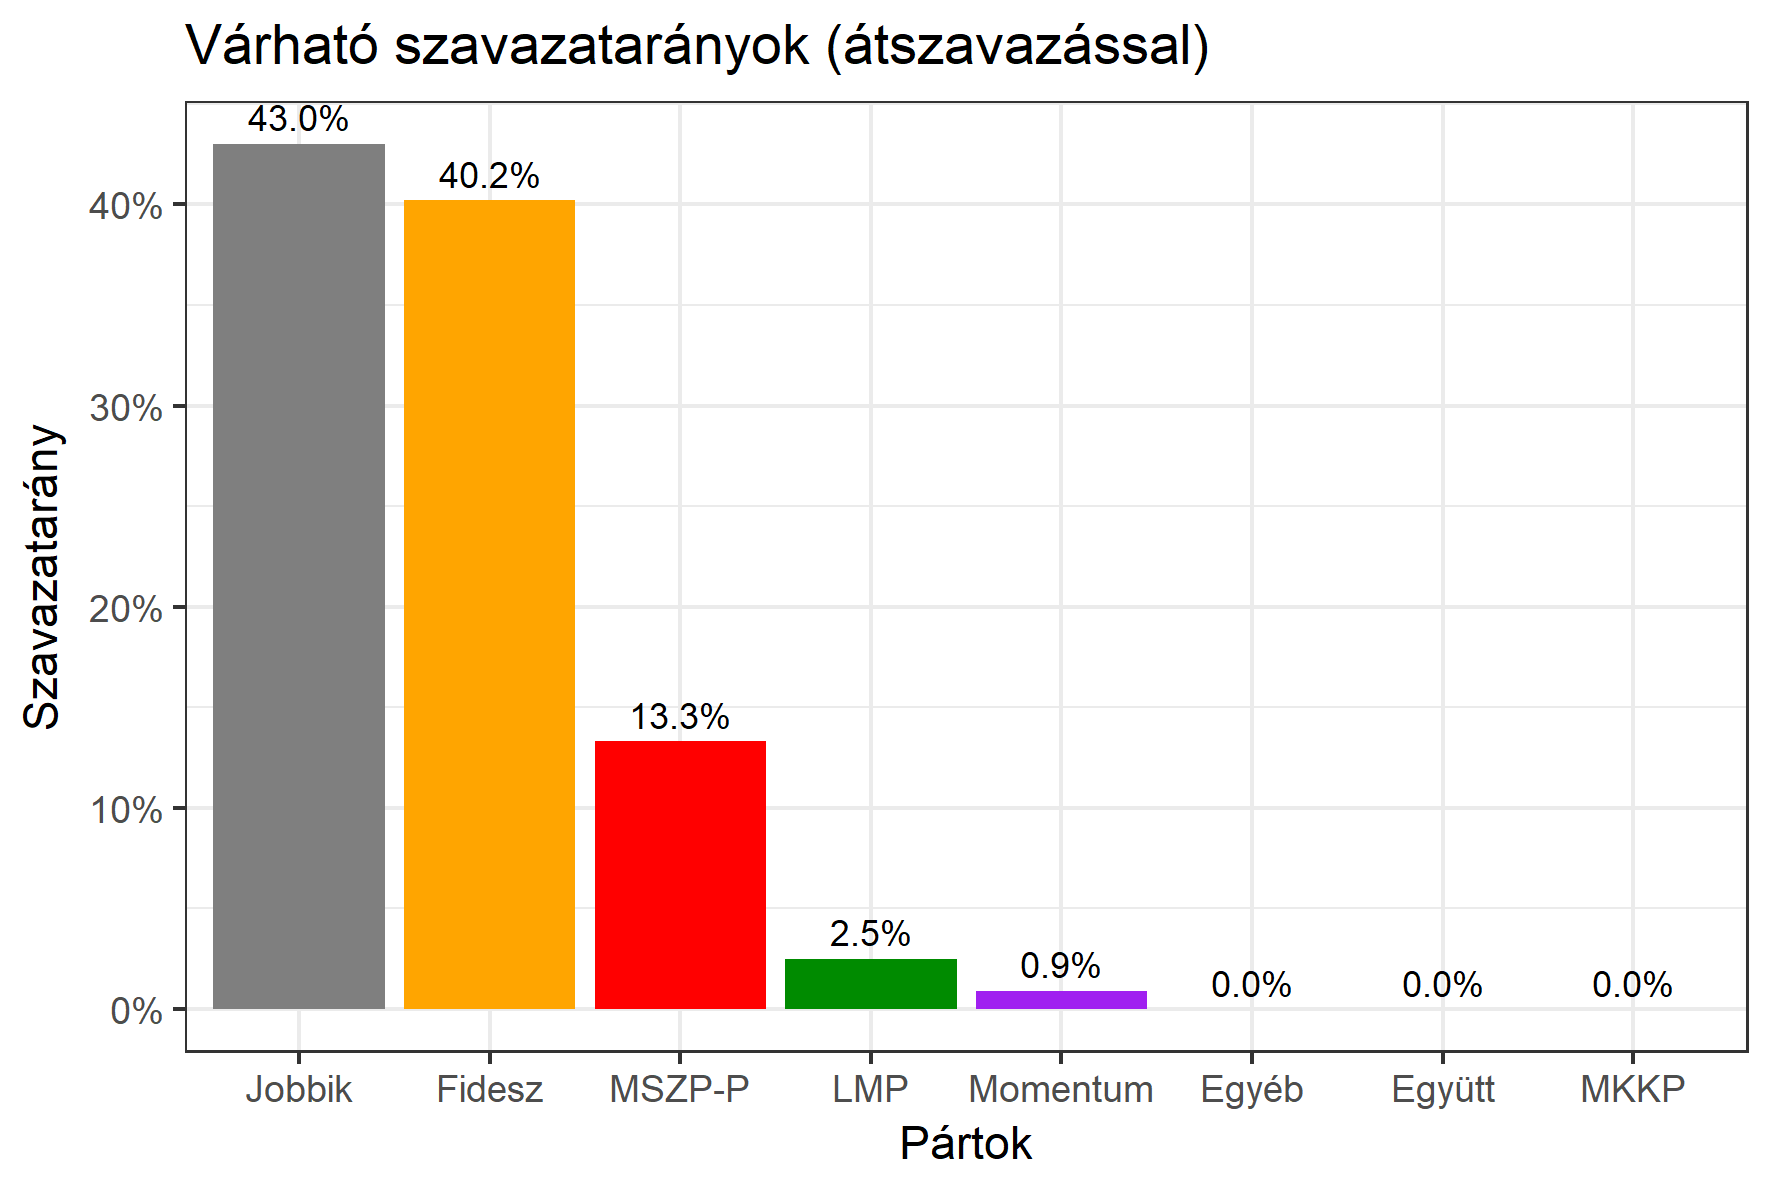 Várható szavazatarányok (átszavazással)
43.0%
40.2%
13.3%
2.5%
0.9%
0.0%
0.0%
0.0%
40%
30%
20%
10%
0%
Szavazatarány
Jobbik
Fidesz
MSZP-P
LMP
Momentum
Egyéb
Együtt
MKKP
Pártok